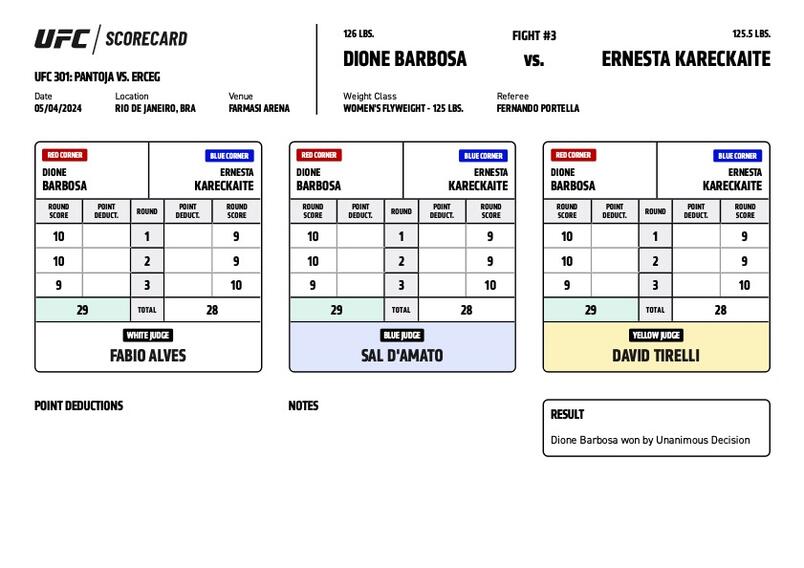 UFC / SCORECARD
UFC 301: PANTOJA VS. ERCEG
Date Location Venue
05/04/2024 RIO DE JANEIRO, BRA FARMASI ARENA
126 LBS. FIGHT #3 125.5 LBS.
DIONE BARBOSA vs. ERNESTA KARECKAITE
Weight Class Referee
WOMEN'S FLYWEIGHT - 125 LBS. FERNANDO PORTELLA
RED CORNER BLUE CORNER
DIONE ERNESTA
BARBOSA KARECKAITE
ROUND SCORE POINT DEDUCT. ROUND POINT DEDUCT. ROUND SCORE
10 1 9
10 2 9
9 3 10
29 TOTAL 28
WHITE JUDGE
FABIO ALVES
RED CORNER BLUE CORNER
DIONE ERNESTA
BARBOSA KARECKAITE
ROUND SCORE POINT DEDUCT. ROUND POINT DEDUCT. ROUND SCORE
10 1 9
10 2 9
9 3 10
29 TOTAL 28
BLUE JUDGE
SAL D'AMATO
RED CORNER BLUE CORNER
DIONE ERNESTA
BARBOSA KARECKAITE
ROUND SCORE POINT DEDUCT. ROUND POINT DEDUCT. ROUND SCORE
10 1 9
10 2 9
9 3 10
29 TOTAL 28
YELLOW JUDGE
DAVID TIRELLI
POINT DEDUCTIONS
NOTES
RESULT
Dione Barbosa won by Unanimous Decision